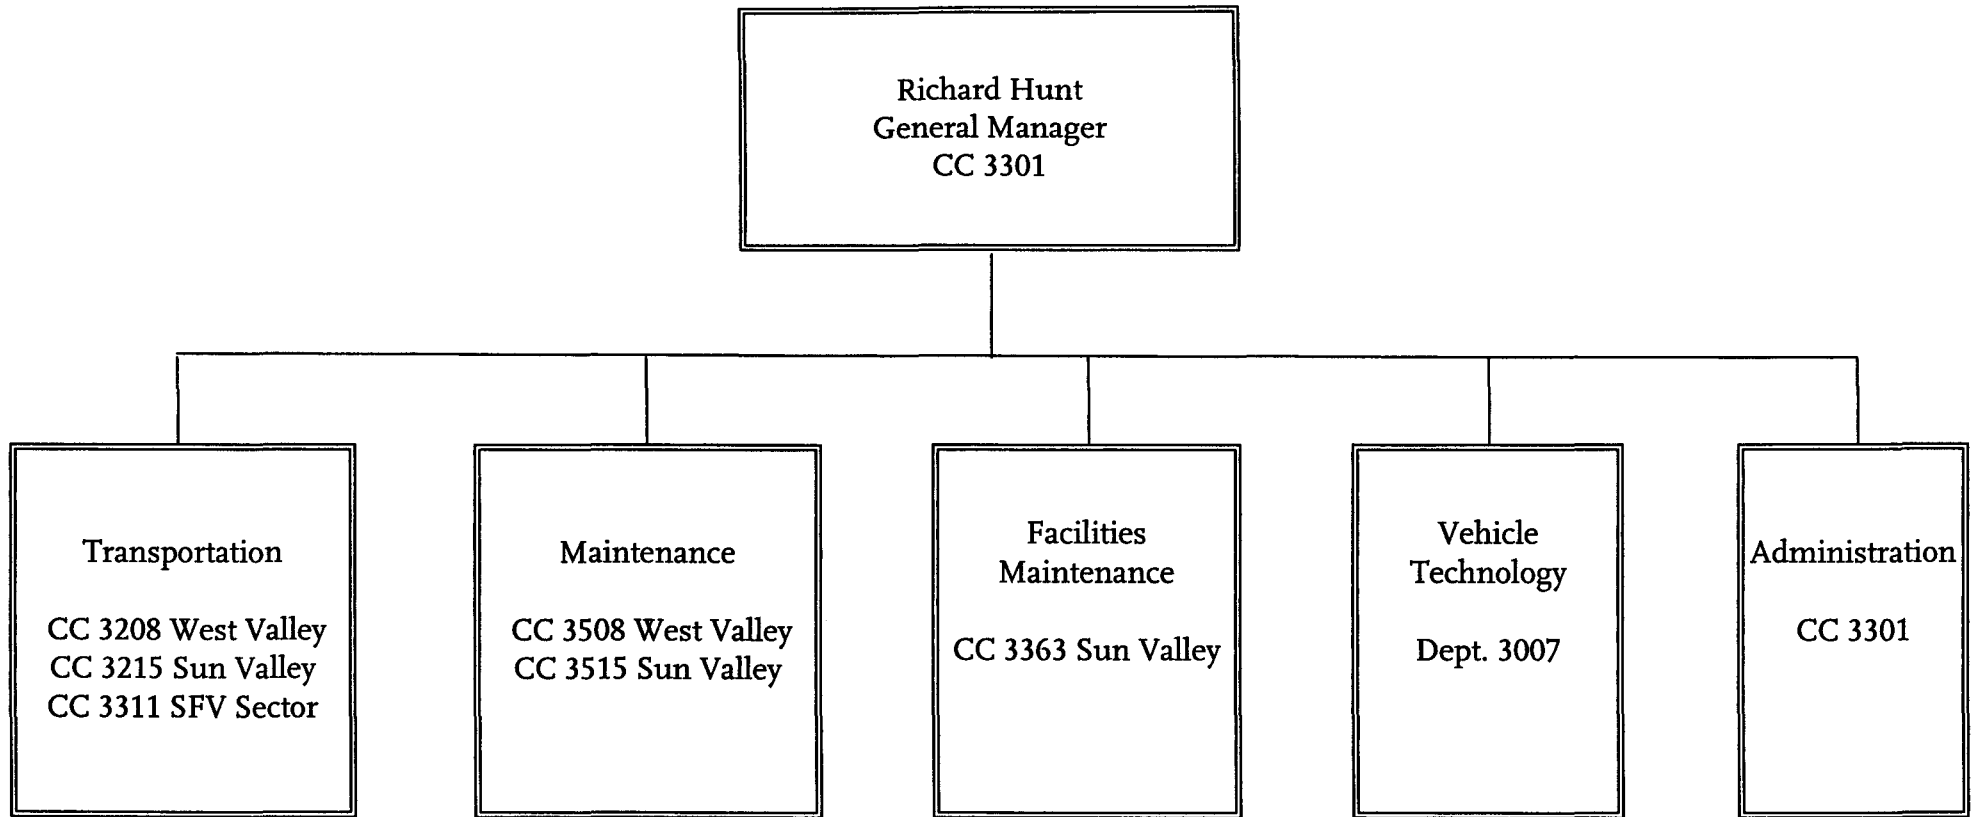 Richard Hunt
General Manager
CC 3301
Transportation
CC 3208 West Valley
CC 3215 Sun Valley
CC 3311 SFV Sector
Maintenance
CC 3508 West Valley
CC 3515 Sun Valley
Facilities
Maintenance
CC 3363 Sun Valley
Vehicle
Technology
Dept. 3007
Administration
CC 3301